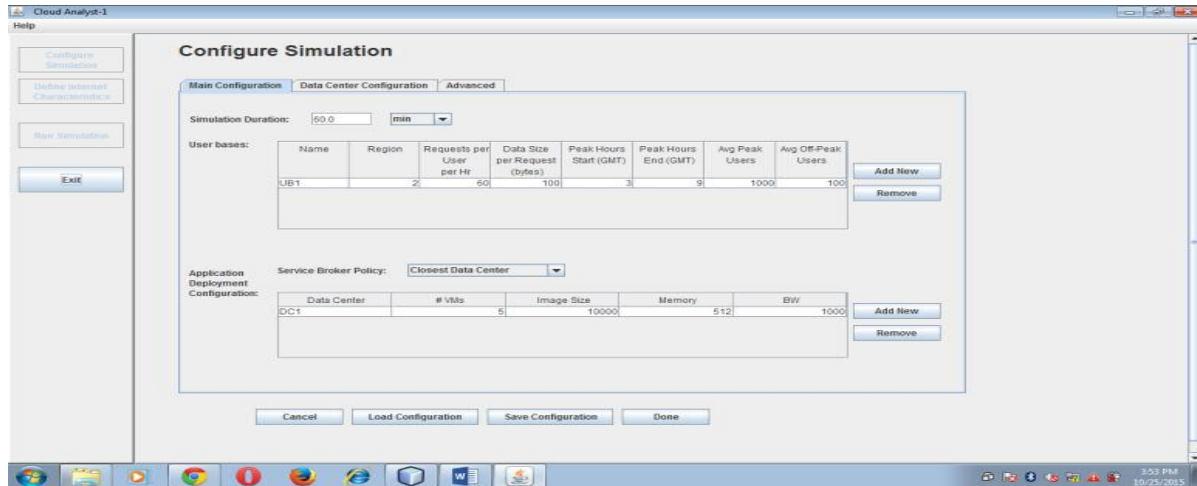 Cloud Analyst-1
Help
Configure Simulation
Define Internet Characteristics
Run Simulation
Exit
Configure Simulation
Main Configuration Data Center Configuration Advanced
Simulation Duration: 60.0 min
User bases:
Name Region Requests per User per Hr Data Size per Request (bytes) Peak Hours Start (GMT) Peak Hours End (GMT) Avg Peak Users Avg Off-Peak Users
UB1 2 60 100 3 9 1000 100
Add New
Remove
Application Deployment Configuration:
Service Broker Policy: Closest Data Center
Data Center # VMs Image Size Memory BW
DC1 5 10000 512 1000
Add New
Remove
Cancel Load Configuration Save Configuration Done
3:53 PM
10/25/2015